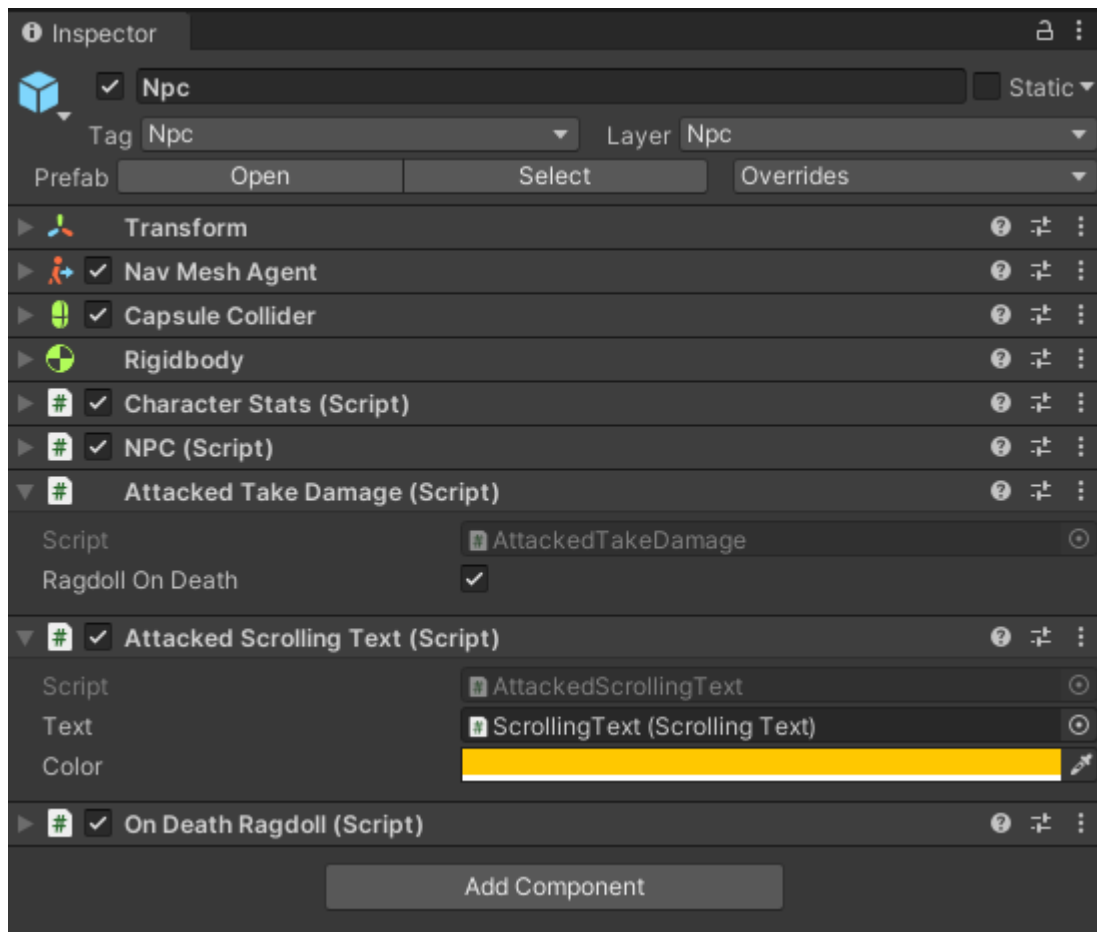 Inspector
Npc
Static
Tag Npc Layer Npc
Prefab Open Select Overrides
Transform
Nav Mesh Agent
Capsule Collider
Rigidbody
# Character Stats (Script)
# NPC (Script)
# Attacked Take Damage (Script)
Script # AttackedTakeDamage
Ragdoll On Death
# Attacked Scrolling Text (Script)
Script # AttackedScrollingText
Text # ScrollingText (Scrolling Text)
Color
# On Death Ragdoll (Script)
Add Component